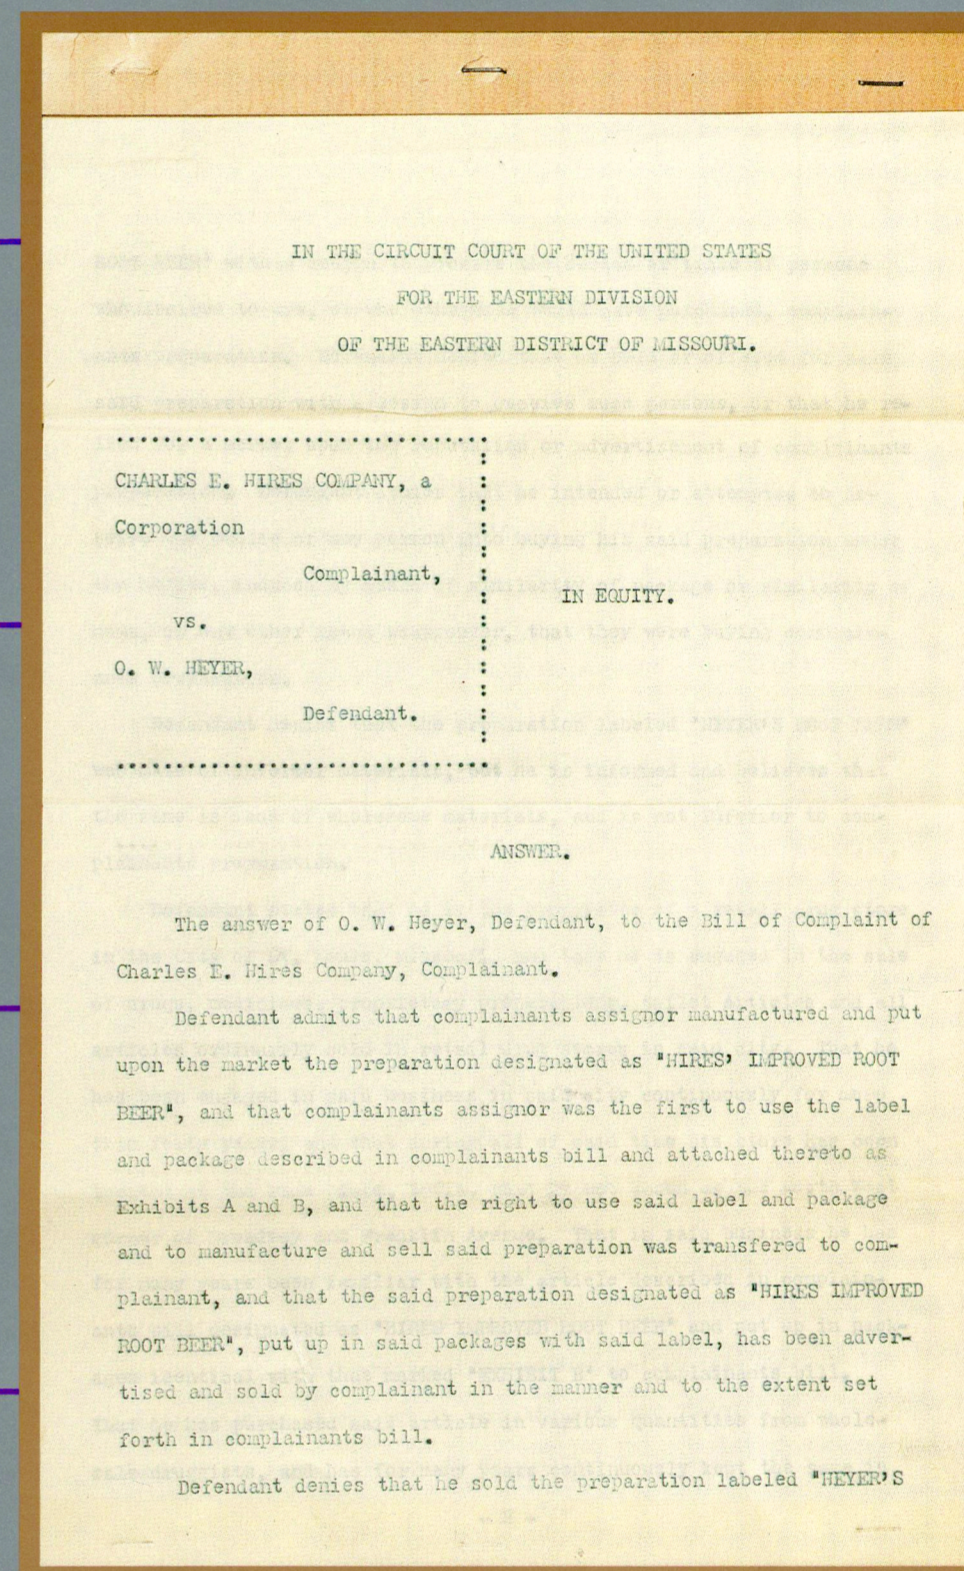 IN THE CIRCUIT COURT OF THE UNITED STATES
FOR THE EASTERN DIVISION
OF THE EASTERN DISTRICT OF MISSOURI.
CHARLES E. HIRES COMPANY, a
Corporation
Complainant,
IN EQUITY.
vs.
O. W. HEYER,
Defendant.
ANSWER.
The answer of O. W. Heyer, Defendant, to the Bill of Complaint of
Charles E. Hires Company, Complainant.
Defendant admits that complainants assignor manufactured and put
upon the market the preparation designated as "HIRES' IMPROVED ROOT
BEER", and that complainants assignor was the first to use the label
and package described in complainants bill and attached thereto as
Exhibits A and B, and that the right to use said label and package
and to manufacture and sell said preparation was transfered to com-
plainant, and that the said preparation designated as "HIRES IMPROVED
ROOT BEER", put up in said packages with said label, has been adver-
tised and sold by complainant in the manner and to the extent set
forth in complainants bill.
Defendant denies that he sold the preparation labeled "HEYER'S